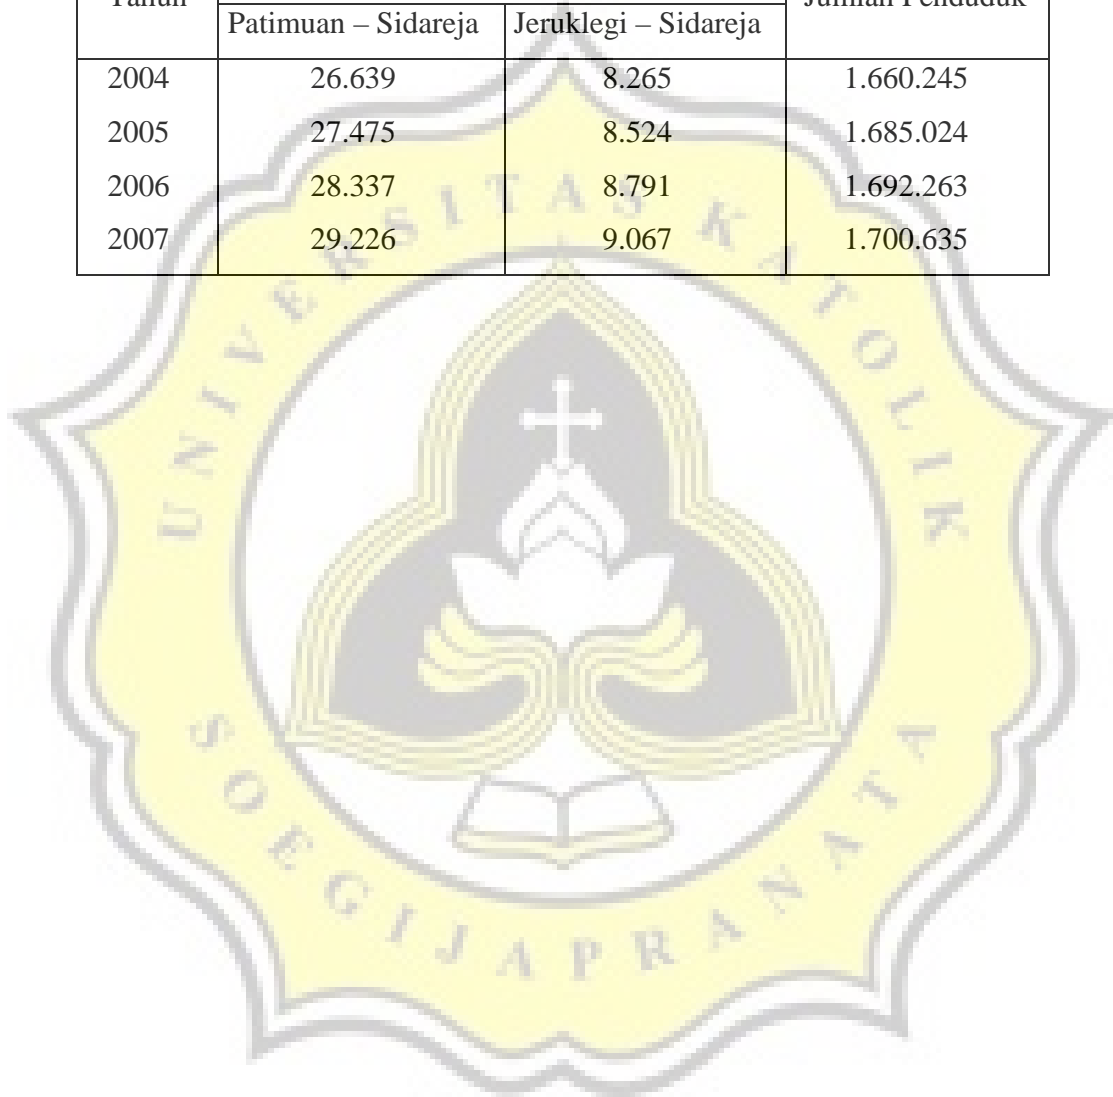 Tahun Jumlah Penduduk
Patimuan – Sidareja Jeruklegi – Sidareja
2004 26.639 8.265 1.660.245
2005 27.475 8.524 1.685.024
2006 28.337 8.791 1.692.263
2007 29.226 9.067 1.700.635
UNIVERSITAS KATOLIK
SOEGIJAPRANATA